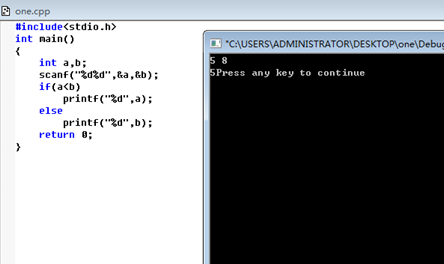 one.cpp
#include<stdio.h>
int main()
{
    int a,b;
    scanf("%d%d",&a,&b);
    if(a<b)
        printf("%d",a);
    else
        printf("%d",b);
    return 0;
}
"C:\USERS\ADMINISTRATOR\DESKTOP\one\Debug
5 8
5Press any key to continue